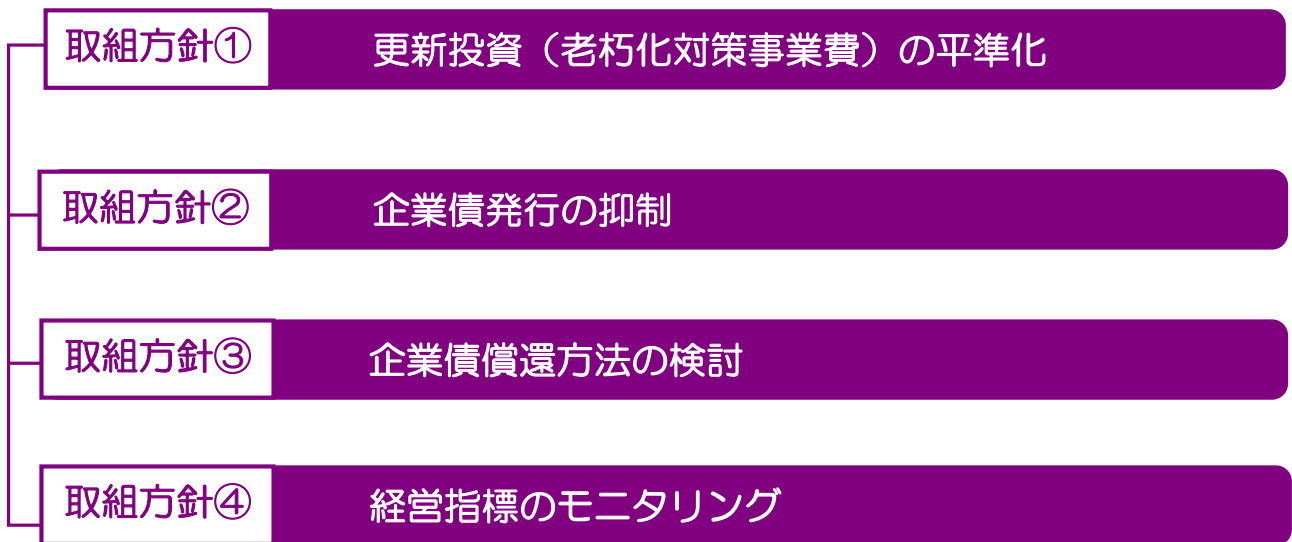 取組方針①
更新投資（老朽化対策事業費）の平準化
取組方針②
企業債発行の抑制
取組方針③
企業債償還方法の検討
取組方針④
経営指標のモニタリング